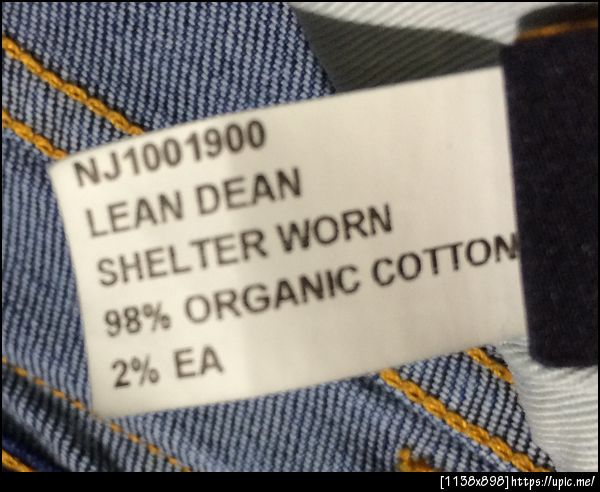 NJ1001900
LEAN DEAN
SHELTER WORN
98% ORGANIC COTTON
2% EA
[1138x898]https://upic.me/